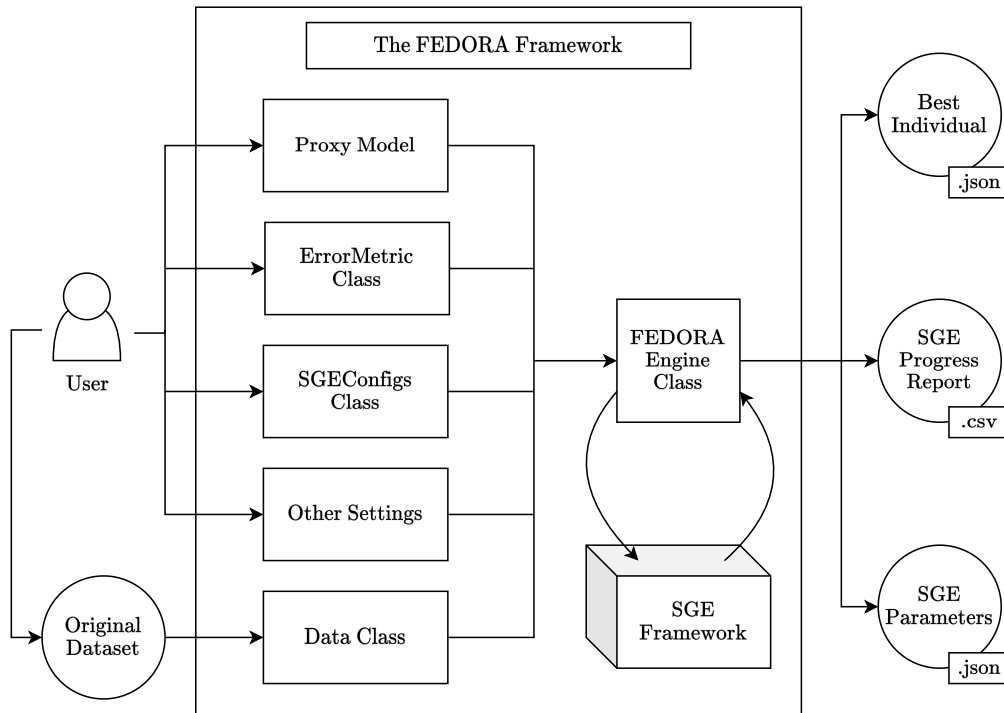 The FEDORA Framework
Proxy Model
ErrorMetric
Class
SGEConfigs
Class
Other Settings
Data Class
User
Original
Dataset
FEDORA
Engine
Class
SGE
Framework
Best
Individual
.json
SGE
Progress
Report
.csv
SGE
Parameters
.json